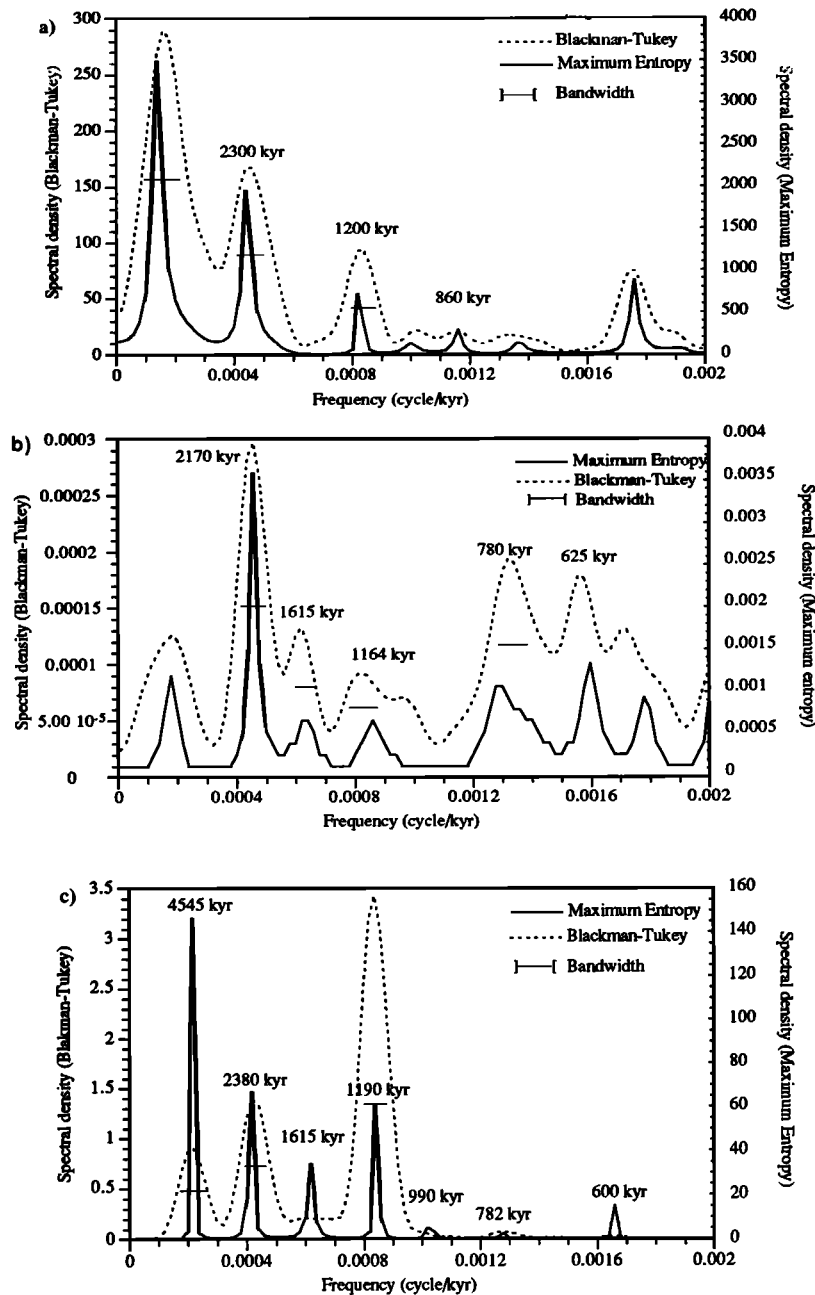 a)
300
250
200
150
100
50
0
Spectral density (Blackman-Tukey)
4000
3500
3000
2500
2000
1500
1000
500
0
Spectral density (Maximum Entropy)
Blackman-Tukey
Maximum Entropy
Bandwidth
2300 kyr
1200 kyr
860 kyr
0
0.0004
0.0008
0.0012
0.0016
0.002
Frequency (cycle/kyr)
b)
0.0003
0.00025
0.0002
0.00015
0.0001
5.00 10-5
0
Spectral density (Blackman-Tukey)
0.004
0.0035
0.003
0.0025
0.002
0.0015
0.001
0.0005
0
Spectral density (Maximum entropy)
Maximum Entropy
Blackman-Tukey
Bandwidth
2170 kyr
1615 kyr
1164 kyr
780 kyr
625 kyr
0
0.0004
0.0008
0.0012
0.0016
0.002
Frequency (cycle/kyr)
c)
3.5
3
2.5
2
1.5
1
0.5
0
Spectral density (Blakman-Tukey)
160
140
120
100
80
60
40
20
0
Spectral density (Maximum Entropy)
Maximum Entropy
Blackman-Tukey
Bandwidth
4545 kyr
2380 kyr
1615 kyr
1190 kyr
990 kyr
782 kyr
600 kyr
0
0.0004
0.0008
0.0012
0.0016
0.002
Frequency (cycle/kyr)